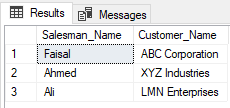 Results Messages
Salesman_Name Customer_Name
1 Faisal ABC Corporation
2 Ahmed XYZ Industries
3 Ali LMN Enterprises